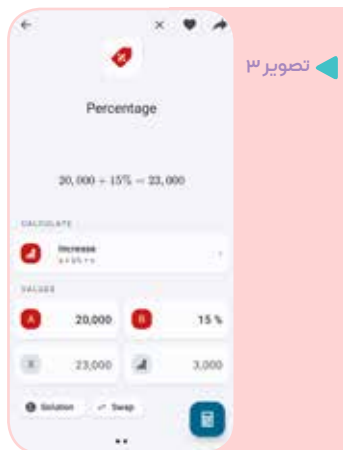 تصویر ۳
Percentage
20,000 + 15% = 23,000
CALCULATE
Increase
VALUES
A 20,000 B 15 %
X 23,000 3,000
Solution Swap